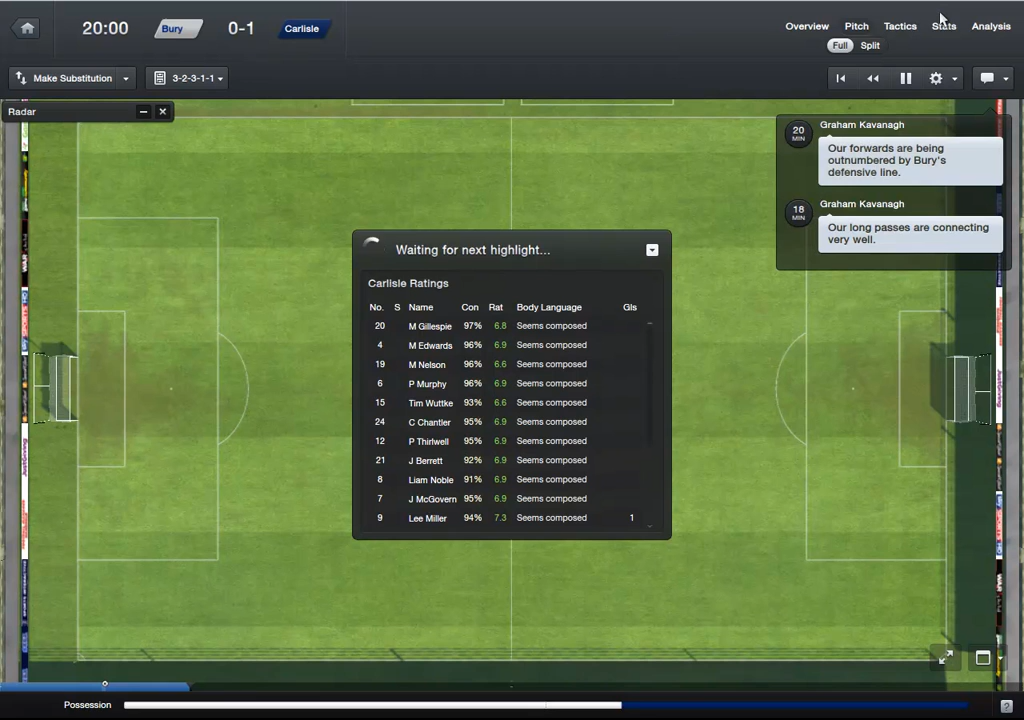 20:00
Bury
0-1
Carlisle
Overview
Pitch
Tactics
Stats
Analysis
Full
Split
Make Substitution
3-2-3-1-1
Radar
20
MIN
Graham Kavanagh
Our forwards are being
outnumbered by Bury's
defensive line.
18
MIN
Graham Kavanagh
Our long passes are connecting
very well.
Waiting for next highlight...
Carlisle Ratings
No. S Name Con Rat Body Language Gls
20 M Gillespie 97% 6.8 Seems composed
4 M Edwards 96% 6.9 Seems composed
19 M Nelson 96% 6.6 Seems composed
6 P Murphy 96% 6.9 Seems composed
15 Tim Wuttke 93% 6.6 Seems composed
24 C Chantler 95% 6.9 Seems composed
12 P Thirlwell 95% 6.9 Seems composed
21 J Berrett 92% 6.9 Seems composed
8 Liam Noble 91% 6.9 Seems composed
7 J McGovern 95% 6.9 Seems composed
9 Lee Miller 94% 7.3 Seems composed 1
Possession
?